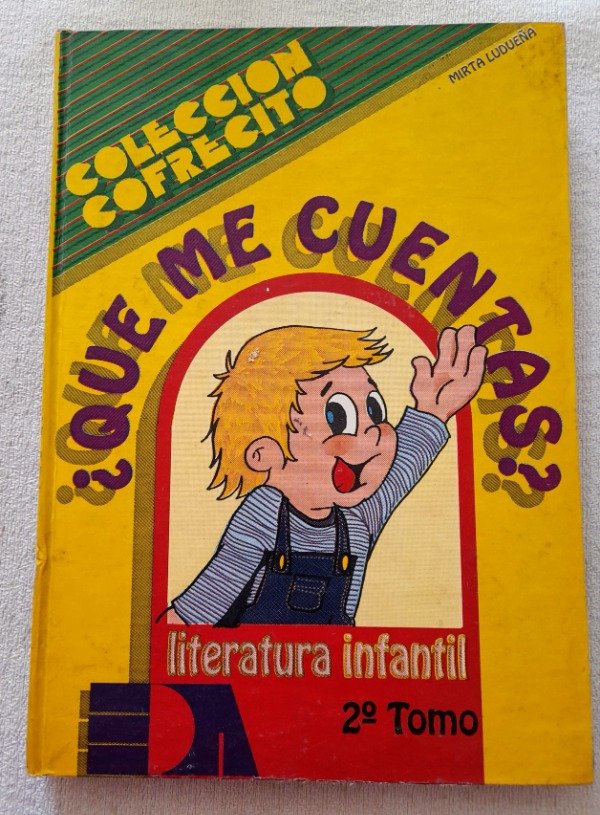 COLECCION
COFRECITO
MIRTA LUDUEÑA
¿QUE ME CUENTAS?
literatura infantil
2º Tomo